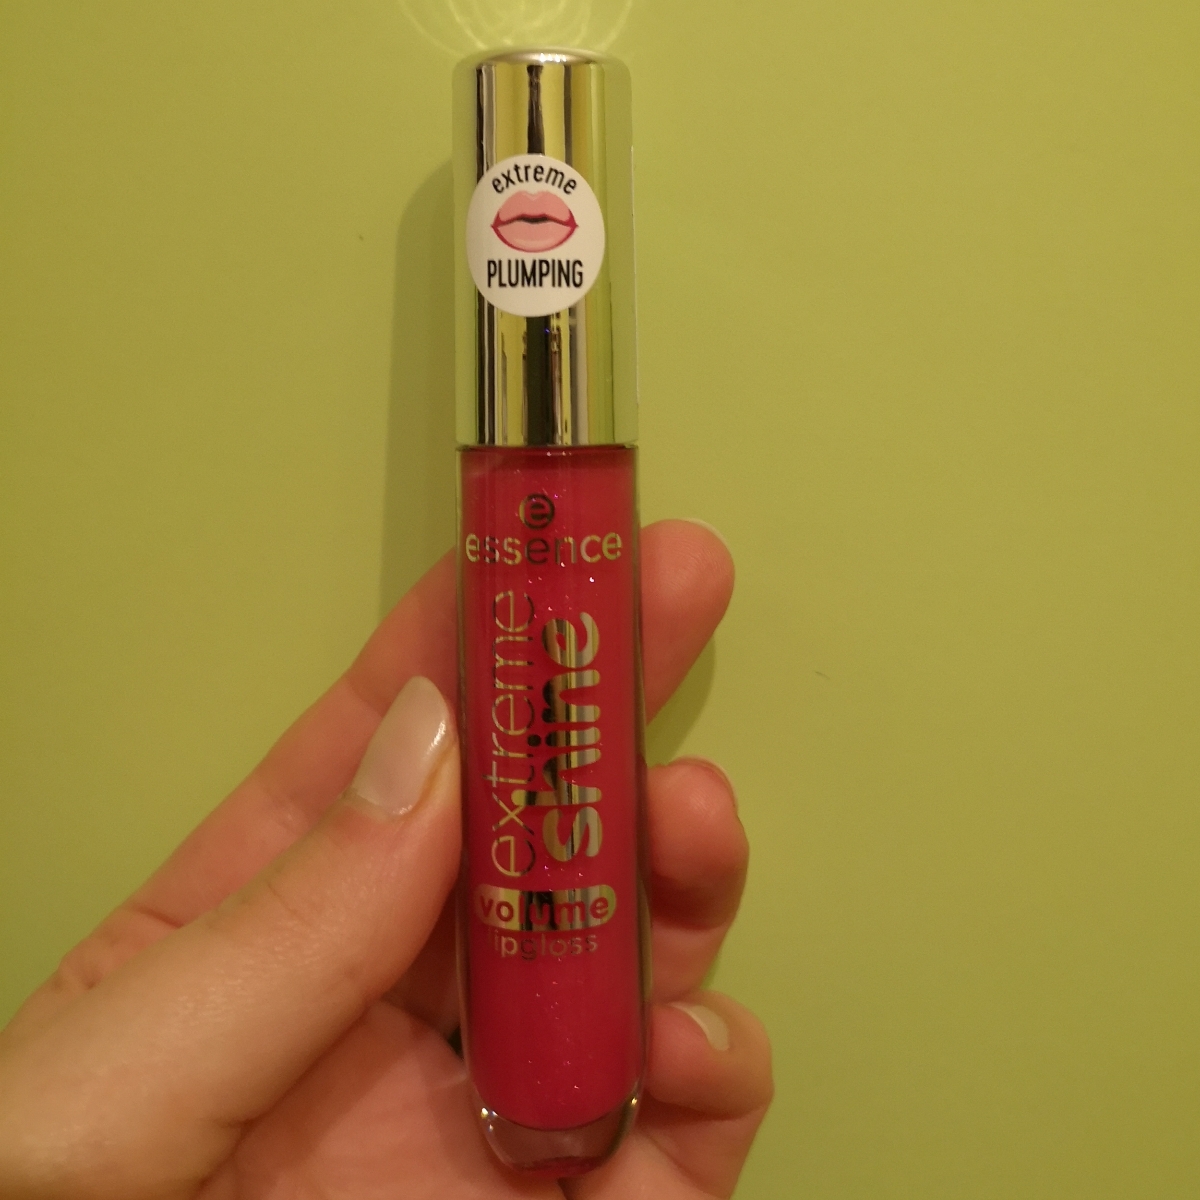 extreme
PLUMPING
e
essence
extreme
shine
volume
lipgloss